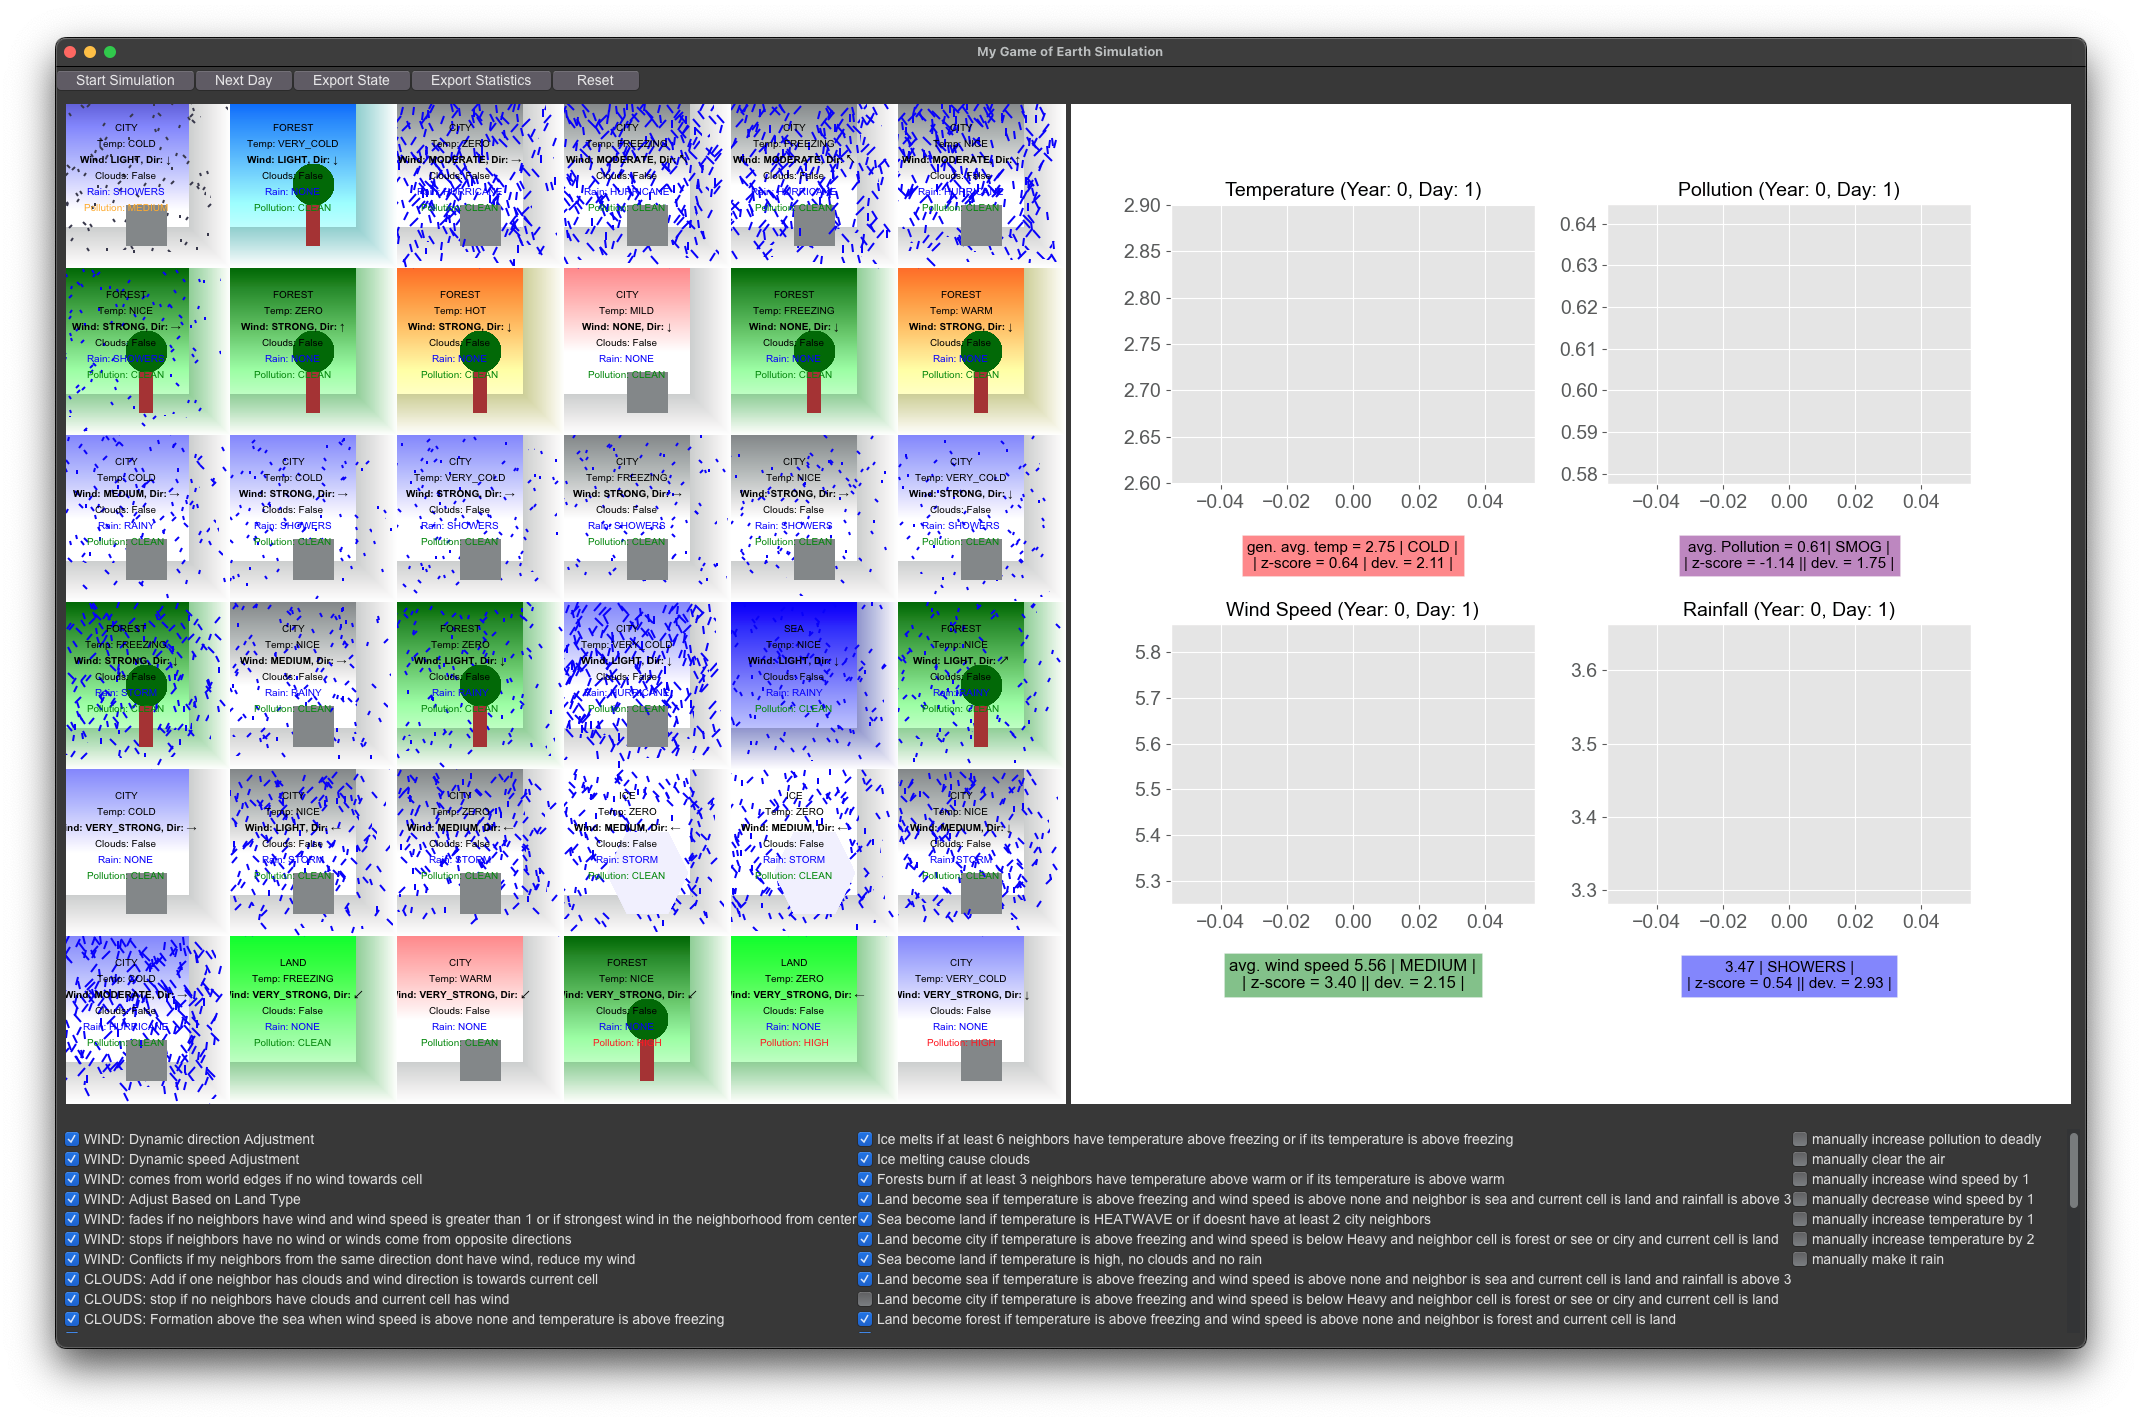 My Game of Earth Simulation
Start Simulation Next Day Export State Export Statistics Reset
CITY
Temp: COLD
Wind: LIGHT, Dir: ↓
Clouds: False
Rain: SHOWERS
Pollution: MEDIUM
FOREST
Temp: VERY_COLD
Wind: LIGHT, Dir: ↓
Clouds: False
Rain: NONE
Pollution: CLEAN
CITY
Temp: ZERO
Wind: MODERATE, Dir: →
Clouds: False
Rain: HURRICANE
Pollution: CLEAN
CITY
Temp: FREEZING
Wind: MODERATE, Dir:
Clouds: False
Rain: HURRICANE
Pollution: CLEAN
CITY
Temp: FREEZING
Wind: MODERATE, Dir:
Clouds: False
Rain: HURRICANE
Pollution: CLEAN
CITY
Temp: NICE
Wind: MODERATE, Dir:
Clouds: False
Rain: HURRICANE
Pollution: CLEAN
FOREST
Temp: NICE
Wind: STRONG, Dir: →
Clouds: False
Rain: SHOWERS
Pollution: CLEAN
FOREST
Temp: ZERO
Wind: STRONG, Dir: ↑
Clouds: False
Rain: NONE
Pollution: CLEAN
FOREST
Temp: HOT
Wind: STRONG, Dir: ↓
Clouds: False
Rain: NONE
Pollution: CLEAN
CITY
Temp: MILD
Wind: NONE, Dir: ↓
Clouds: False
Rain: NONE
Pollution: CLEAN
FOREST
Temp: FREEZING
Wind: NONE, Dir: ↓
Clouds: False
Rain: NONE
Pollution: CLEAN
FOREST
Temp: WARM
Wind: STRONG, Dir: ↓
Clouds: False
Rain: NONE
Pollution: CLEAN
CITY
Temp: COLD
Wind: MEDIUM, Dir: →
Clouds: False
Rain: RAINY
Pollution: CLEAN
CITY
Temp: COLD
Wind: STRONG, Dir: →
Clouds: False
Rain: SHOWERS
Pollution: CLEAN
CITY
Temp: VERY_COLD
Wind: STRONG, Dir: →
Clouds: False
Rain: SHOWERS
Pollution: CLEAN
CITY
Temp: FREEZING
Wind: STRONG, Dir: →
Clouds: False
Rain: SHOWERS
Pollution: CLEAN
CITY
Temp: NICE
Wind: STRONG, Dir: →
Clouds: False
Rain: SHOWERS
Pollution: CLEAN
CITY
Temp: VERY_COLD
Wind: STRONG, Dir: ↓
Clouds: False
Rain: SHOWERS
Pollution: CLEAN
FOREST
Temp: FREEZING
Wind: STRONG, Dir: ↓
Clouds: False
Rain: STORM
Pollution: CLEAN
CITY
Temp: NICE
Wind: MEDIUM, Dir: →
Clouds: False
Rain: RAINY
Pollution: CLEAN
FOREST
Temp: ZERO
Wind: LIGHT, Dir: ↓
Clouds: False
Rain: RAINY
Pollution: CLEAN
CITY
Temp: VERY_COLD
Wind: LIGHT, Dir: ↓
Clouds: False
Rain: HURRICANE
Pollution: CLEAN
SEA
Temp: NICE
Wind: LIGHT, Dir: ↓
Clouds: False
Rain: RAINY
Pollution: CLEAN
FOREST
Temp: NICE
Wind: LIGHT, Dir: ↗
Clouds: False
Rain: RAINY
Pollution: CLEAN
CITY
Temp: COLD
ind: VERY_STRONG, Dir: →
Clouds: False
Rain: NONE
Pollution: CLEAN
CITY
Temp: NICE
Wind: LIGHT, Dir: ←
Clouds: False
Rain: STORM
Pollution: CLEAN
CITY
Temp: ZERO
Wind: MEDIUM, Dir: ←
Clouds: False
Rain: STORM
Pollution: CLEAN
ICE
Temp: ZERO
Wind: MEDIUM, Dir: ←
Clouds: False
Rain: STORM
Pollution: CLEAN
ICE
Temp: ZERO
Wind: MEDIUM, Dir: ←
Clouds: False
Rain: STORM
Pollution: CLEAN
CITY
Temp: NICE
Wind: MEDIUM, Dir: ↓
Clouds: False
Rain: STORM
Pollution: CLEAN
CITY
Temp: COLD
Wind: MODERATE, Dir: →
Clouds: False
Rain: HURRICANE
Pollution: CLEAN
LAND
Temp: FREEZING
Wind: VERY_STRONG, Dir: ↙
Clouds: False
Rain: NONE
Pollution: CLEAN
CITY
Temp: WARM
Wind: VERY_STRONG, Dir: ↙
Clouds: False
Rain: NONE
Pollution: CLEAN
FOREST
Temp: NICE
Wind: VERY_STRONG, Dir: ↙
Clouds: False
Rain: NONE
Pollution: HIGH
LAND
Temp: ZERO
Wind: VERY_STRONG, Dir: ←
Clouds: False
Rain: NONE
Pollution: HIGH
CITY
Temp: VERY_COLD
Wind: VERY_STRONG, Dir: ↓
Clouds: False
Rain: NONE
Pollution: HIGH
Temperature (Year: 0, Day: 1)
2.90
2.85
2.80
2.75
2.70
2.65
2.60
−0.04 −0.02 0.00 0.02 0.04
gen. avg. temp = 2.75 | COLD |
| z-score = 0.64 | dev. = 2.11 |
Pollution (Year: 0, Day: 1)
0.64
0.63
0.62
0.61
0.60
0.59
0.58
−0.04 −0.02 0.00 0.02 0.04
avg. Pollution = 0.61| SMOG |
| z-score = -1.14 || dev. = 1.75 |
Wind Speed (Year: 0, Day: 1)
5.8
5.7
5.6
5.5
5.4
5.3
−0.04 −0.02 0.00 0.02 0.04
avg. wind speed 5.56 | MEDIUM |
| z-score = 3.40 || dev. = 2.15 |
Rainfall (Year: 0, Day: 1)
3.6
3.5
3.4
3.3
−0.04 −0.02 0.00 0.02 0.04
3.47 | SHOWERS |
| z-score = 0.54 || dev. = 2.93 |
WIND: Dynamic direction Adjustment
WIND: Dynamic speed Adjustment
WIND: comes from world edges if no wind towards cell
WIND: Adjust Based on Land Type
WIND: fades if no neighbors have wind and wind speed is greater than 1 or if strongest wind in the neighborhood from center
WIND: stops if neighbors have no wind or winds come from opposite directions
WIND: Conflicts if my neighbors from the same direction dont have wind, reduce my wind
CLOUDS: Add if one neighbor has clouds and wind direction is towards current cell
CLOUDS: stop if no neighbors have clouds and current cell has wind
CLOUDS: Formation above the sea when wind speed is above none and temperature is above freezing
Ice melts if at least 6 neighbors have temperature above freezing or if its temperature is above freezing
Ice melting cause clouds
Forests burn if at least 3 neighbors have temperature above warm or if its temperature is above warm
Land become sea if temperature is above freezing and wind speed is above none and neighbor is sea and current cell is land and rainfall is above 3
Sea become land if temperature is HEATWAVE or if doesnt have at least 2 city neighbors
Land become city if temperature is above freezing and wind speed is below Heavy and neighbor cell is forest or see or ciry and current cell is land
Sea become land if temperature is high, no clouds and no rain
Land become sea if temperature is above freezing and wind speed is above none and neighbor is sea and current cell is land and rainfall is above 3
Land become city if temperature is above freezing and wind speed is below Heavy and neighbor cell is forest or see or ciry and current cell is land
Land become forest if temperature is above freezing and wind speed is above none and neighbor is forest and current cell is land
manually increase pollution to deadly
manually clear the air
manually increase wind speed by 1
manually decrease wind speed by 1
manually increase temperature by 1
manually increase temperature by 2
manually make it rain